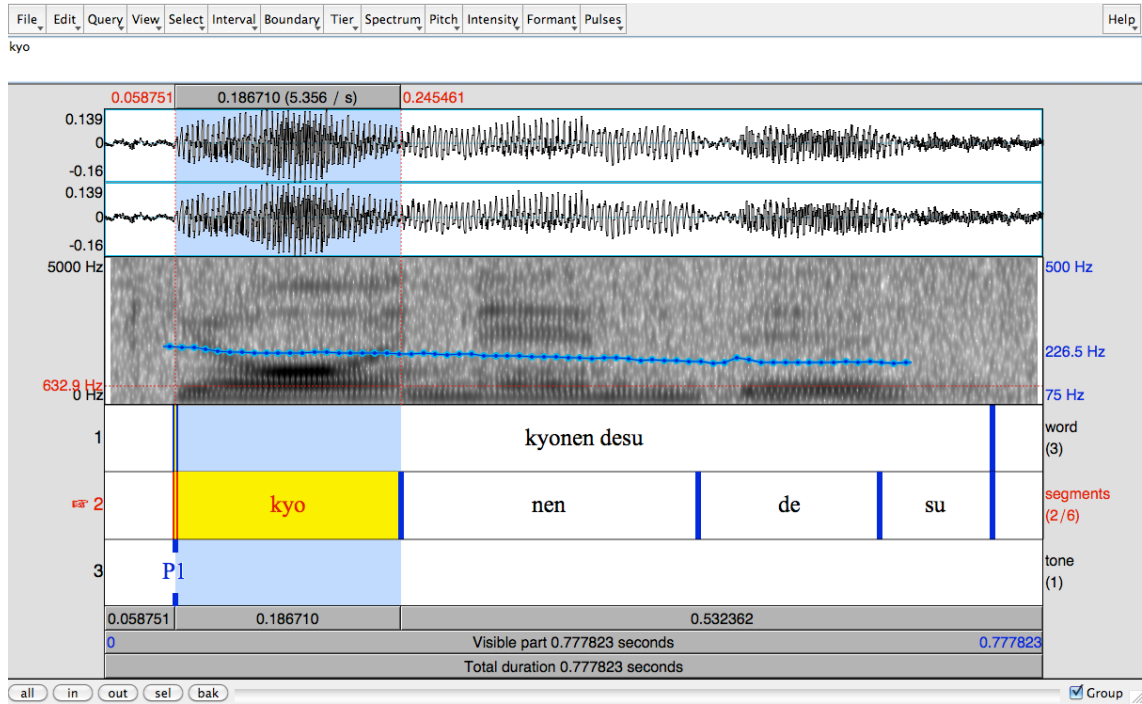 File Edit Query View Select Interval Boundary Tier Spectrum Pitch Intensity Formant Pulses Help
kyo
0.058751 0.186710 (5.356 / s) 0.245461
0.139
0
-0.16
0.139
0
-0.16
5000 Hz 500 Hz
226.5 Hz
632.9 Hz
0 Hz 75 Hz
1 kyonen desu word
(3)
☞ 2 kyo nen de su segments
(2/6)
3 P1 tone
(1)
0.058751 0.186710 0.532362
0 Visible part 0.777823 seconds 0.777823
Total duration 0.777823 seconds
all in out sel bak Group